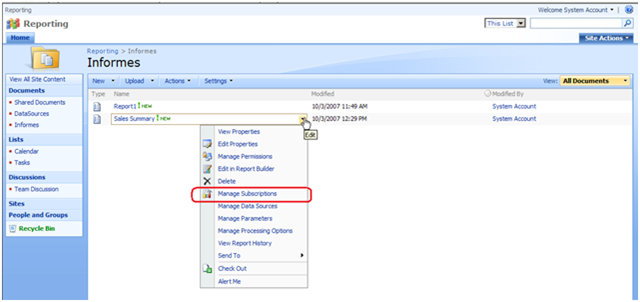 Reporting Welcome System Account
Reporting This List
Home Site Actions
Reporting > Informes
Informes
View All Site Content
Documents
Shared Documents
DataSources
Informes
Lists
Calendar
Tasks
Discussions
Team Discussion
Sites
People and Groups
Recycle Bin
New Upload Actions Settings View: All Documents
Type Name Modified Modified By
Report1 ! NEW 10/3/2007 11:49 AM System Account
Sales Summary ! NEW 10/3/2007 12:29 PM System Account
Edit
View Properties
Edit Properties
Manage Permissions
Edit in Report Builder
Delete
Manage Subscriptions
Manage Data Sources
Manage Parameters
Manage Processing Options
View Report History
Send To
Check Out
Alert Me